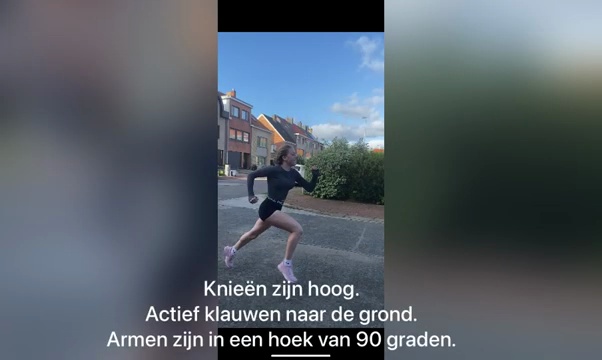 Knieën zijn hoog.
Actief klauwen naar de grond.
Armen zijn in een hoek van 90 graden.